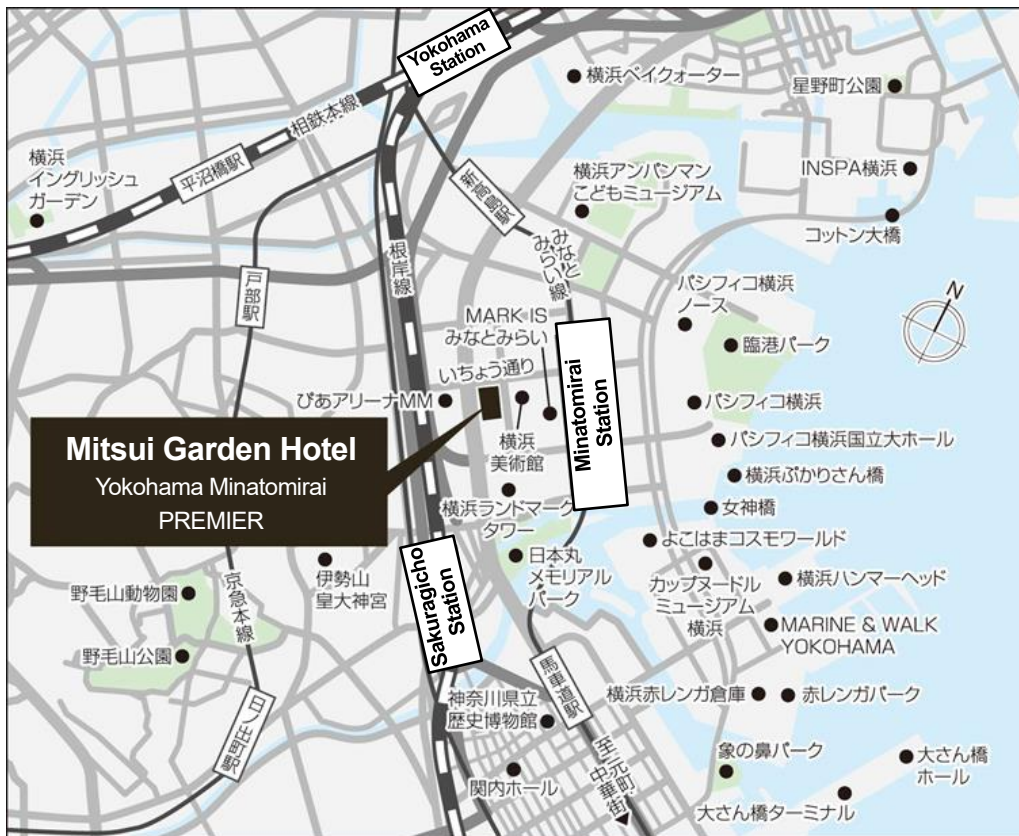 Yokohama
Station
横浜ベイクォーター
星野町公園
相鉄本線
平沼橋駅
横浜
イングリッシュ
ガーデン
新高島駅
横浜アンパンマン
こどもミュージアム
INSPA横浜
コットン大橋
みなと
みらい線
根岸線
戸部駅
パシフィコ横浜
ノース
N
MARK IS
みなとみらい
臨港パーク
いちょう通り
ぴあアリーナMM
Minatomirai
Station
パシフィコ横浜
Mitsui Garden Hotel
Yokohama Minatomirai
PREMIER
横浜
美術館
パシフィコ横浜国立大ホール
横浜ぷかりさん橋
横浜ランドマーク
タワー
女神橋
よこはまコスモワールド
Sakuragicho
Station
日本丸
メモリアル
パーク
伊勢山
皇大神宮
カップヌードル
ミュージアム
横浜
横浜ハンマーヘッド
野毛山動物園
京急本線
MARINE & WALK
YOKOHAMA
野毛山公園
馬車道駅
神奈川県立
歴史博物館
横浜赤レンガ倉庫
赤レンガパーク
日ノ出町駅
至元町
中華街
関内ホール
象の鼻パーク
大さん橋
ホール
大さん橋ターミナル